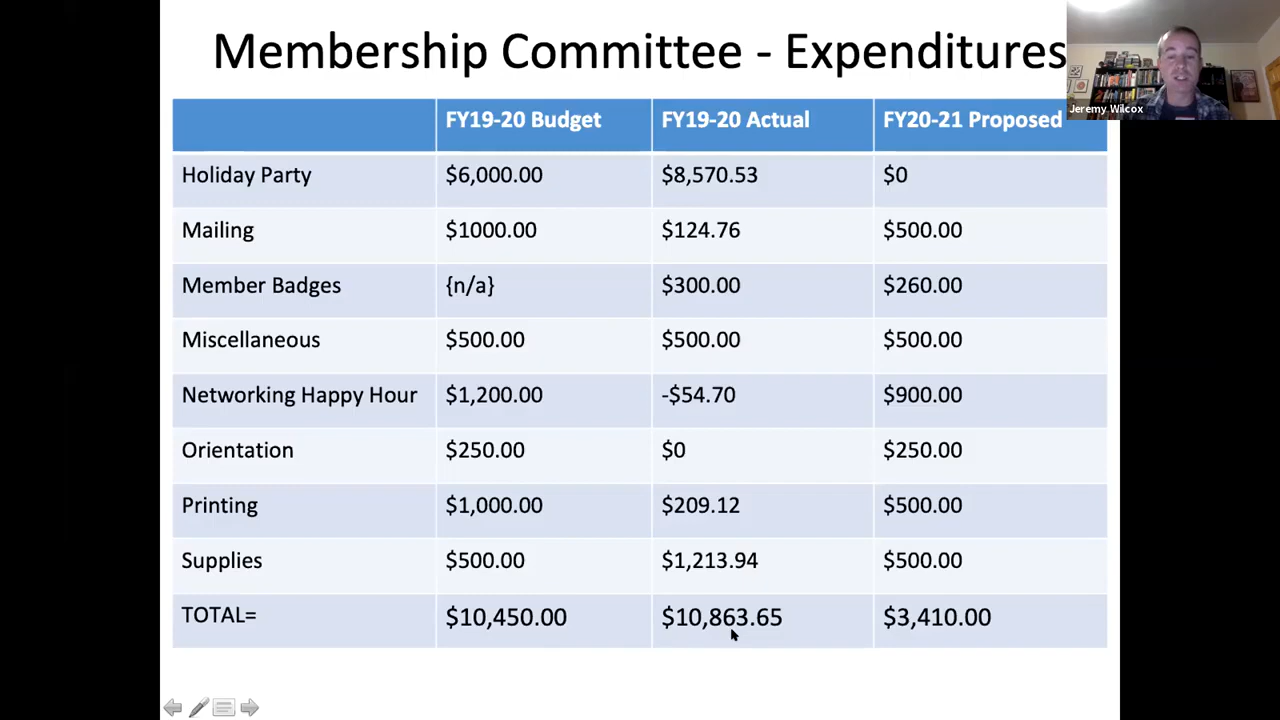 Membership Committee - Expenditures
Jeremy Wilcox
FY19-20 Budget FY19-20 Actual FY20-21 Proposed
Holiday Party $6,000.00 $8,570.53 $0
Mailing $1000.00 $124.76 $500.00
Member Badges {n/a} $300.00 $260.00
Miscellaneous $500.00 $500.00 $500.00
Networking Happy Hour $1,200.00 -$54.70 $900.00
Orientation $250.00 $0 $250.00
Printing $1,000.00 $209.12 $500.00
Supplies $500.00 $1,213.94 $500.00
TOTAL= $10,450.00 $10,863.65 $3,410.00